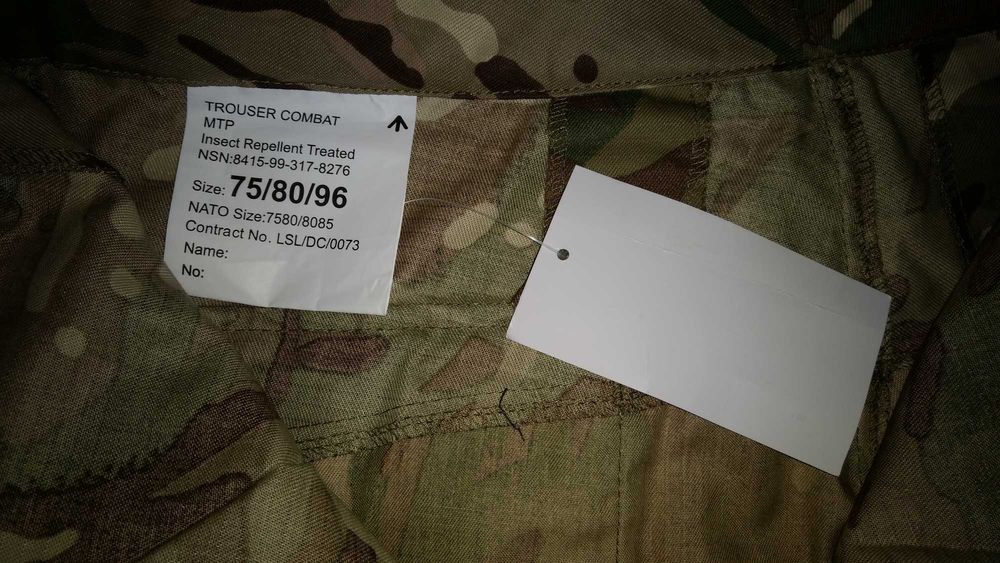 TROUSER COMBAT
MTP
Insect Repellent Treated
NSN:8415-99-317-8276
Size: 75/80/96
NATO Size:7580/8085
Contract No. LSL/DC/0073
Name:
No: